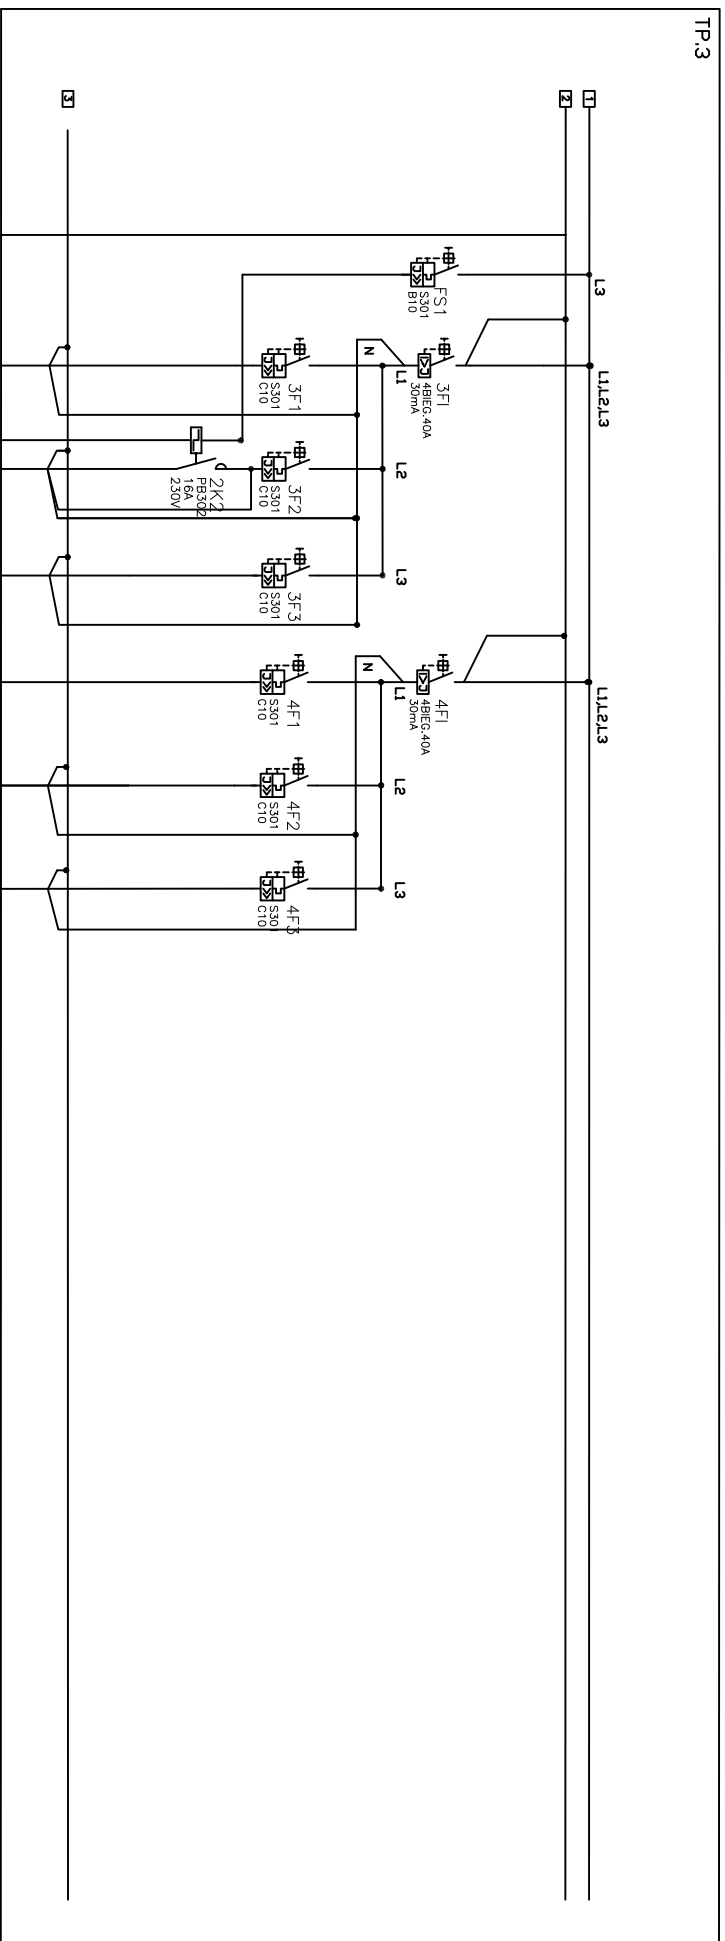 TP.3
1
2
3
L3
L1,L2,L3
L1,L2,L3
FS1
S301
B10
3FI
4BIEG.40A
30mA
4FI
4BIEG.40A
30mA
N
L1
L2
L3
N
L1
L2
L3
3F1
S301
C10
3F2
S301
C10
3F3
S301
C10
4F1
S301
C10
4F2
S301
C10
4F3
S301
C10
2K2
PB302
16A
230V